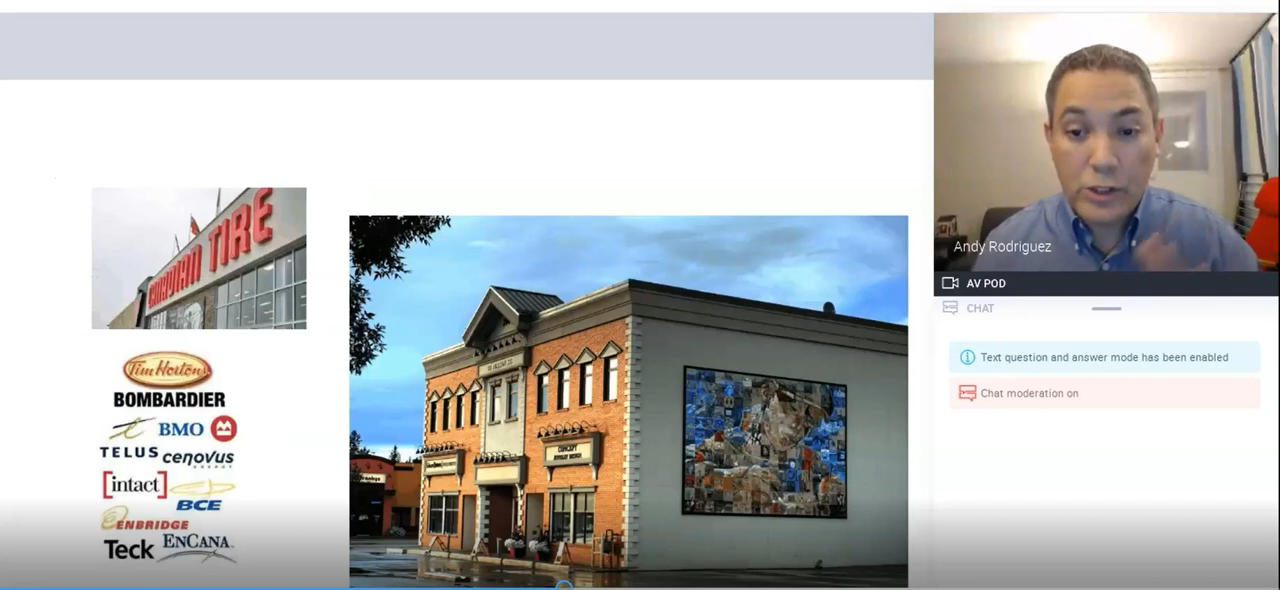 CANADIAN TIRE
Tim Hortons
BOMBARDIER
BMO
TELUS
cenovus
ENERGY
[intact]
BCE
ENBRIDGE
Teck
ENCANA
CONCEPT
Andy Rodriguez
AV POD
CHAT
Text question and answer mode has been enabled
Chat moderation on